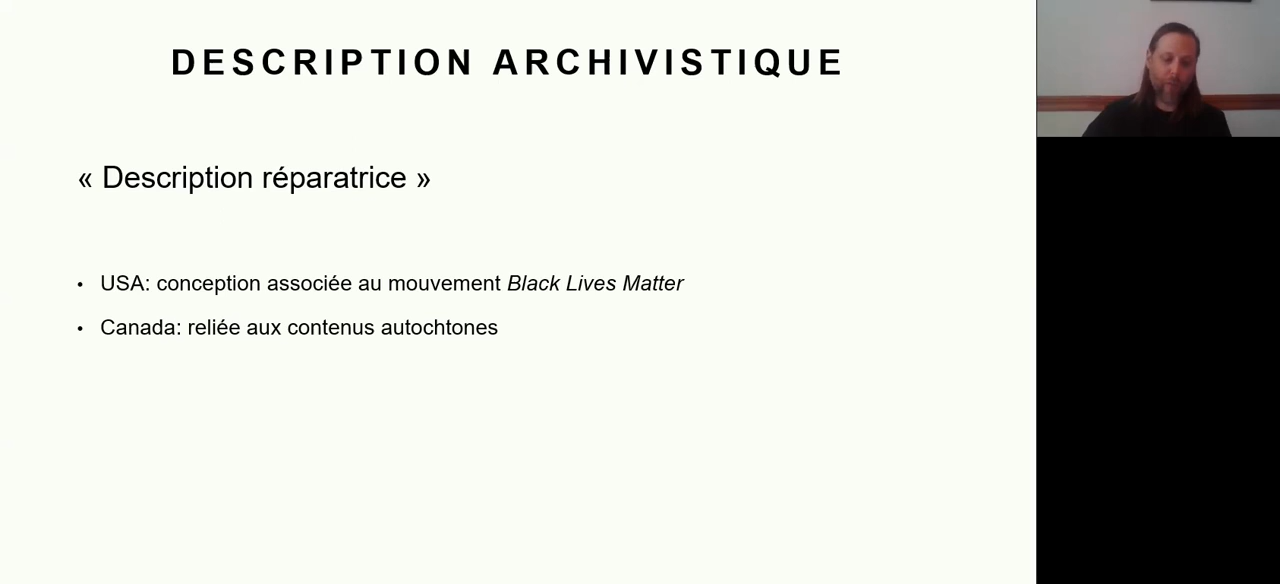 DESCRIPTION ARCHIVISTIQUE
« Description réparatrice »
• USA: conception associée au mouvement Black Lives Matter
• Canada: reliée aux contenus autochtones